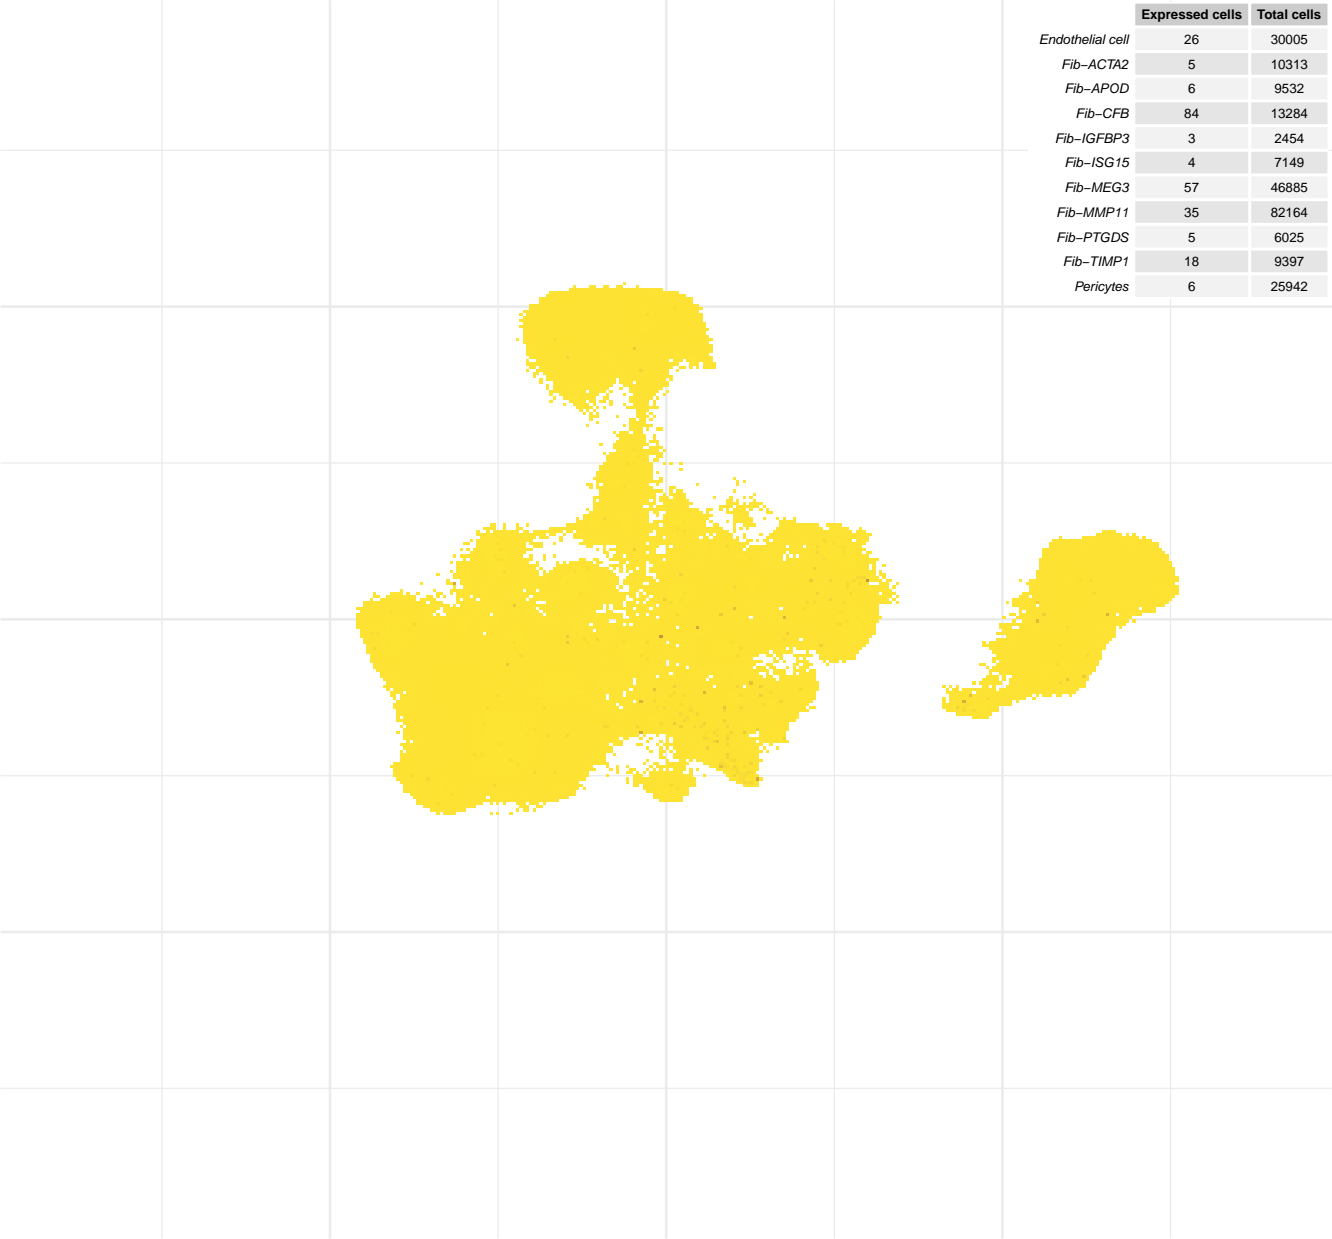 Expressed cells Total cells
Endothelial cell 26 30005
Fib−ACTA2 5 10313
Fib−APOD 6 9532
Fib−CFB 84 13284
Fib−IGFBP3 3 2454
Fib−ISG15 4 7149
Fib−MEG3 57 46885
Fib−MMP11 35 82164
Fib−PTGDS 5 6025
Fib−TIMP1 18 9397
Pericytes 6 25942